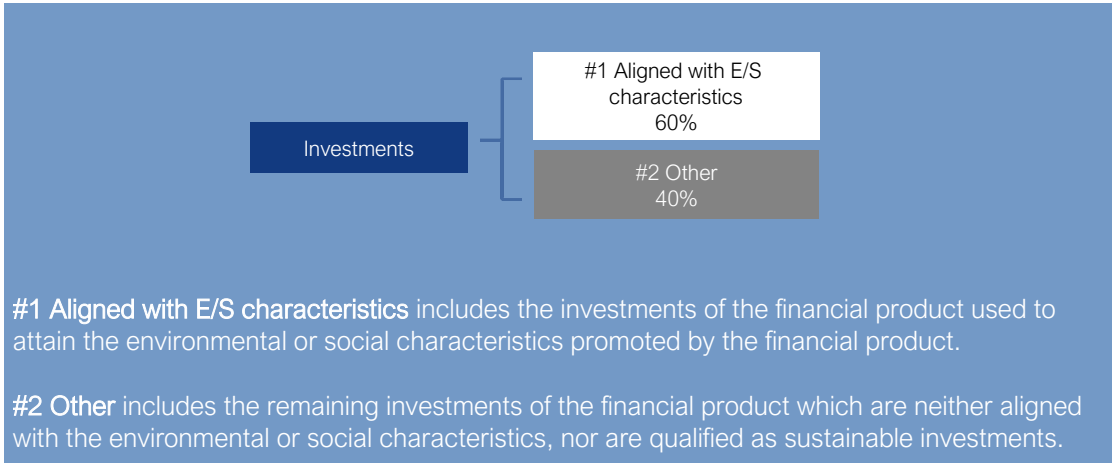 #1 Aligned with E/S
characteristics
60%
Investments
#2 Other
40%
#1 Aligned with E/S characteristics includes the investments of the financial product used to
attain the environmental or social characteristics promoted by the financial product.
#2 Other includes the remaining investments of the financial product which are neither aligned
with the environmental or social characteristics, nor are qualified as sustainable investments.